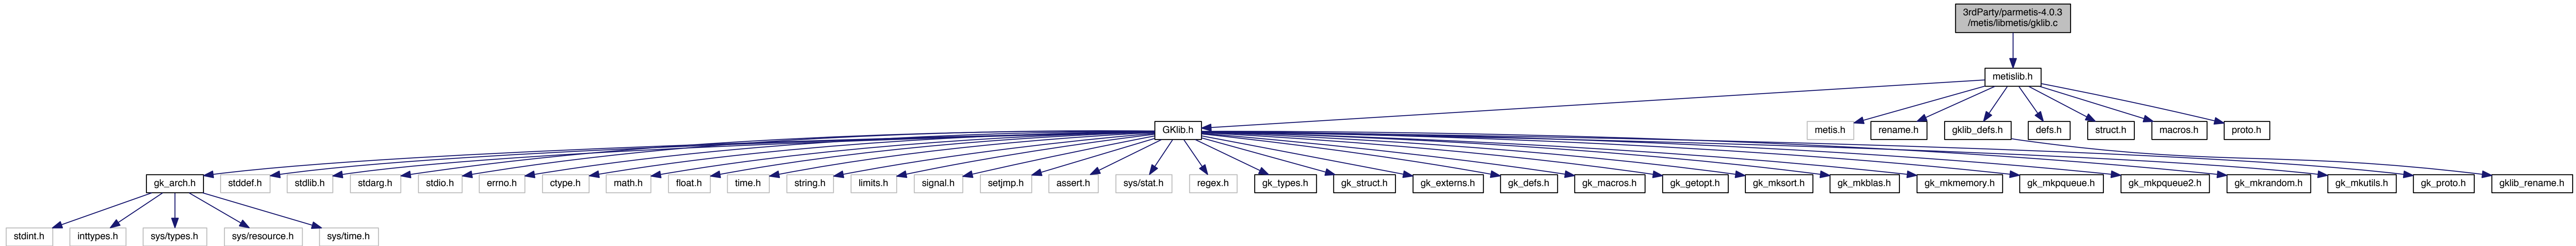 3rdParty/parmetis-4.0.3
/metis/libmetis/gklib.c
metislib.h
GKlib.h
metis.h
rename.h
gklib_defs.h
defs.h
struct.h
macros.h
proto.h
gk_arch.h
stddef.h
stdlib.h
stdarg.h
stdio.h
errno.h
ctype.h
math.h
float.h
time.h
string.h
limits.h
signal.h
setjmp.h
assert.h
sys/stat.h
regex.h
gk_types.h
gk_struct.h
gk_externs.h
gk_defs.h
gk_macros.h
gk_getopt.h
gk_mksort.h
gk_mkblas.h
gk_mkmemory.h
gk_mkpqueue.h
gk_mkpqueue2.h
gk_mkrandom.h
gk_mkutils.h
gk_proto.h
gklib_rename.h
stdint.h
inttypes.h
sys/types.h
sys/resource.h
sys/time.h